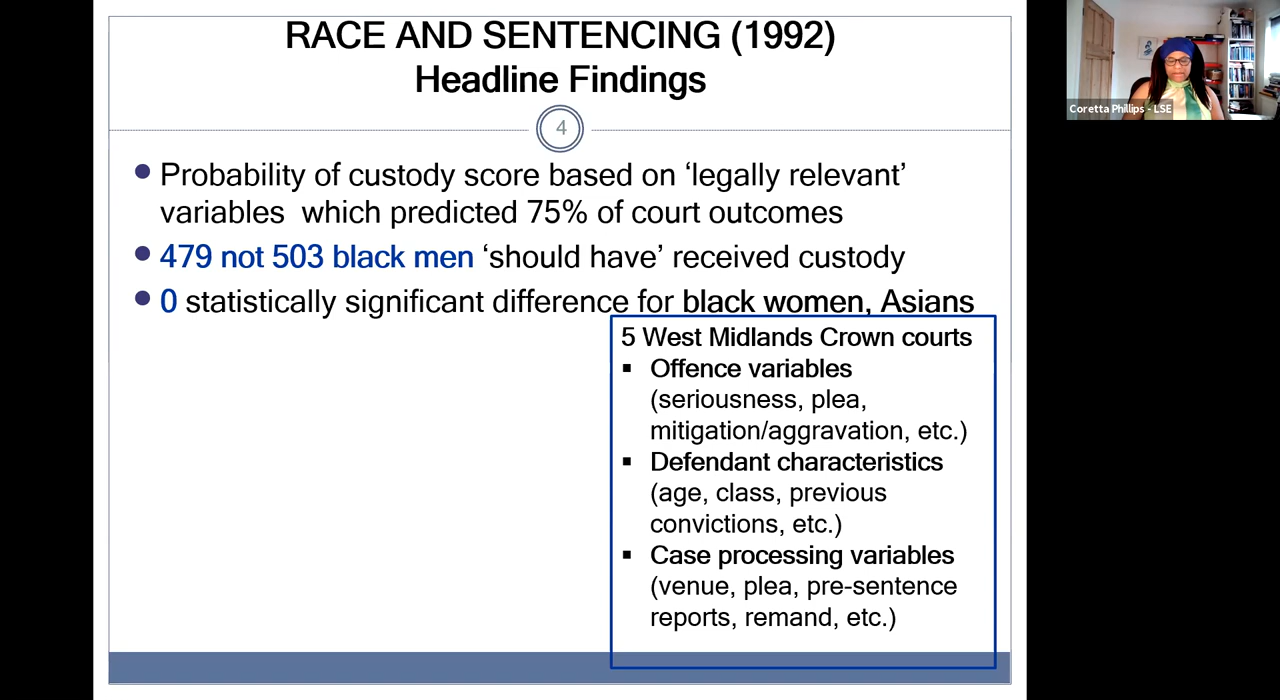 RACE AND SENTENCING (1992)
Headline Findings
4
● Probability of custody score based on ‘legally relevant’
variables which predicted 75% of court outcomes
● 479 not 503 black men ‘should have’ received custody
● 0 statistically significant difference for black women, Asians
5 West Midlands Crown courts
▪ Offence variables
(seriousness, plea,
mitigation/aggravation, etc.)
▪ Defendant characteristics
(age, class, previous
convictions, etc.)
▪ Case processing variables
(venue, plea, pre-sentence
reports, remand, etc.)
Coretta Phillips - LSE